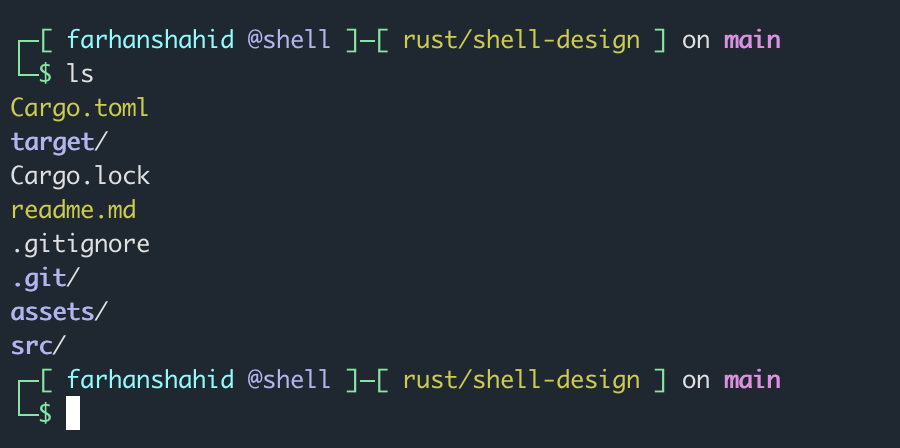 ┌─[ farhanshahid @shell ]─[ rust/shell-design ] on main
└─$ ls
Cargo.toml
target/
Cargo.lock
readme.md
.gitignore
.git/
assets/
src/
┌─[ farhanshahid @shell ]─[ rust/shell-design ] on main
└─$